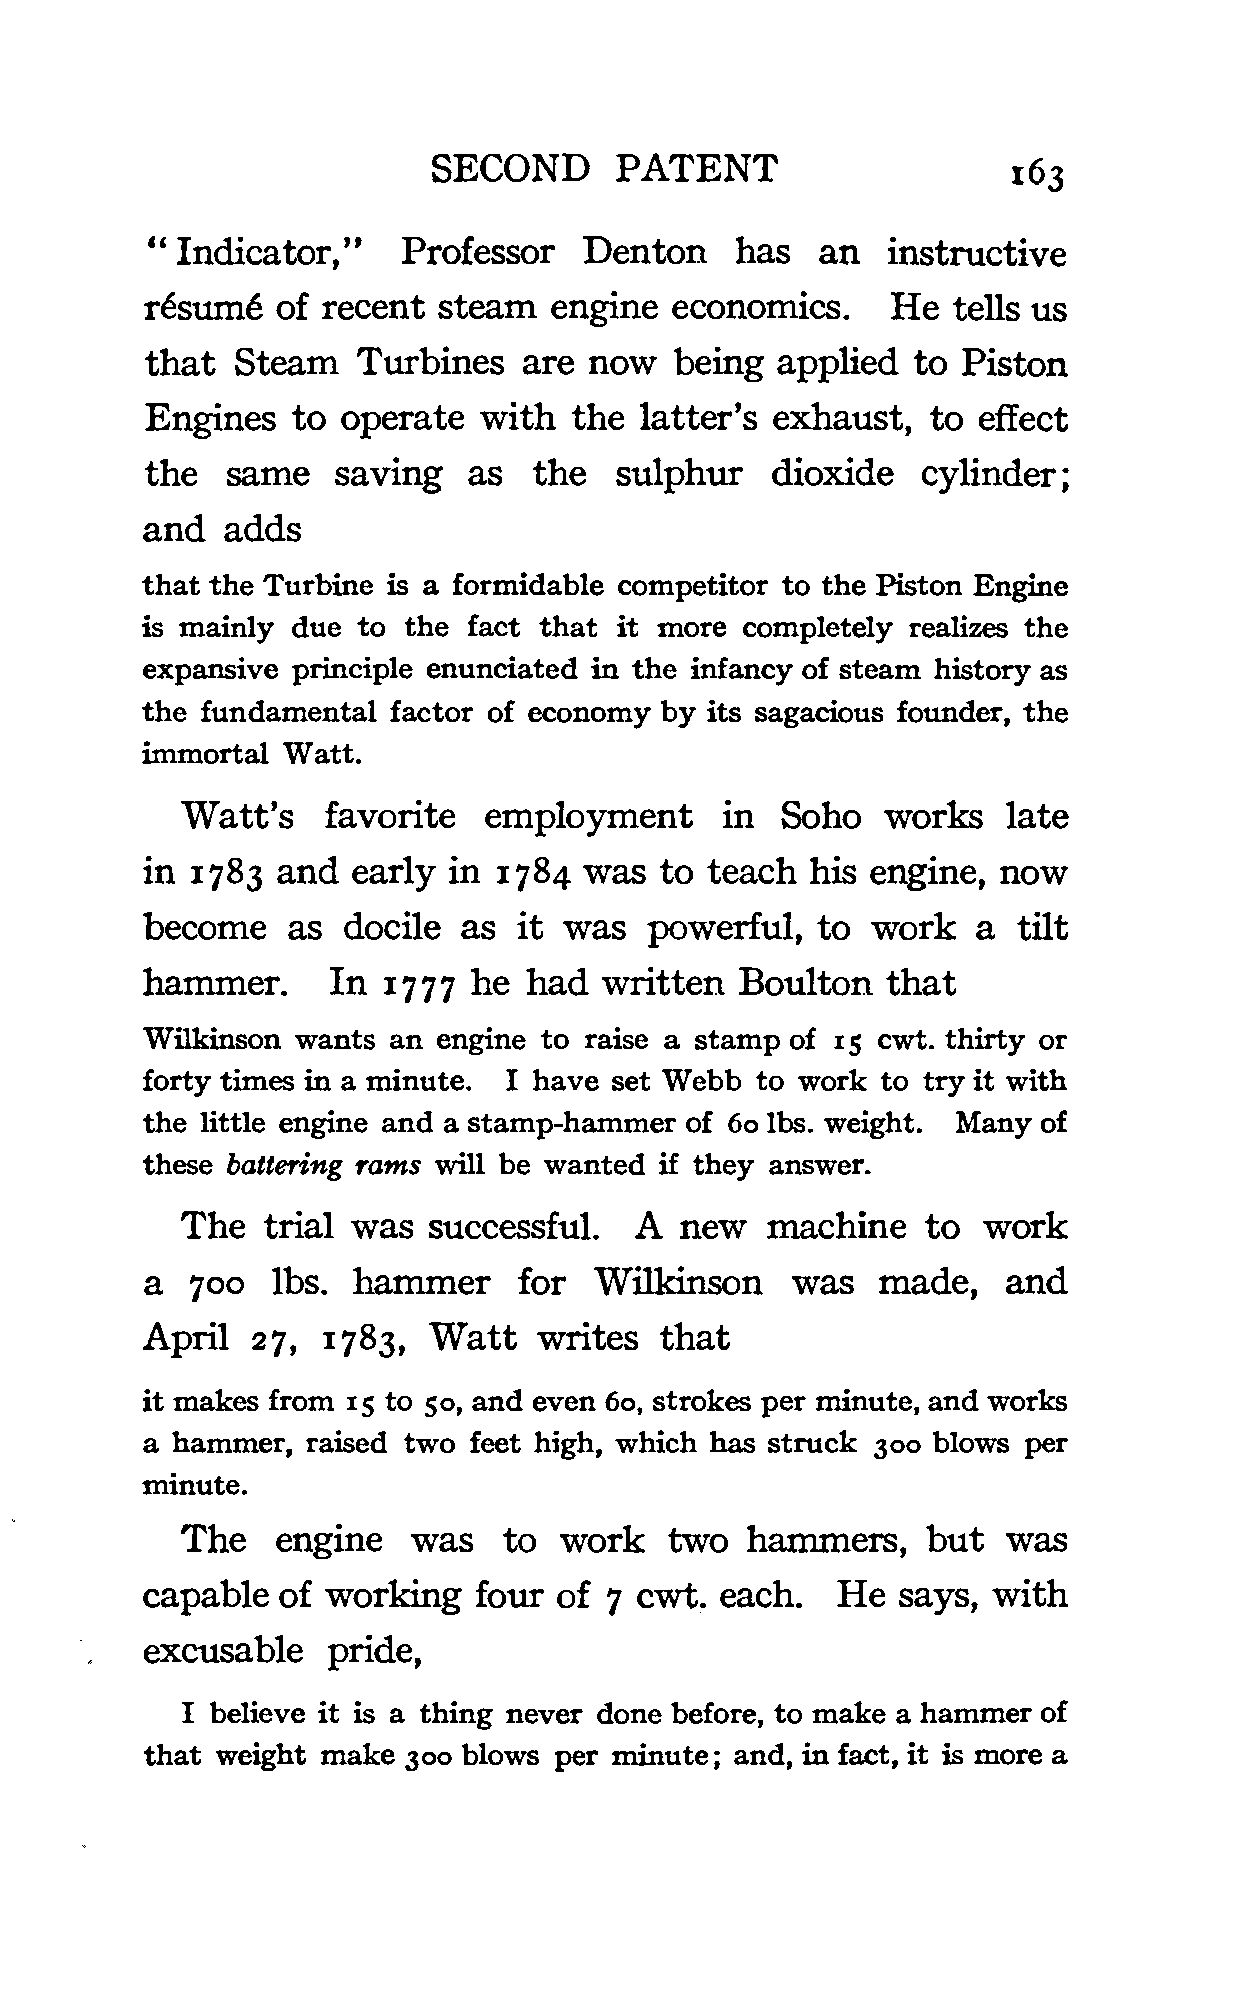 SECOND PATENT 163
"Indicator," Professor Denton has an instructive
résumé of recent steam engine economics. He tells us
that Steam Turbines are now being applied to Piston
Engines to operate with the latter's exhaust, to effect
the same saving as the sulphur dioxide cylinder;
and adds
that the Turbine is a formidable competitor to the Piston Engine
is mainly due to the fact that it more completely realizes the
expansive principle enunciated in the infancy of steam history as
the fundamental factor of economy by its sagacious founder, the
immortal Watt.
Watt's favorite employment in Soho works late
in 1783 and early in 1784 was to teach his engine, now
become as docile as it was powerful, to work a tilt
hammer. In 1777 he had written Boulton that
Wilkinson wants an engine to raise a stamp of 15 cwt. thirty or
forty times in a minute. I have set Webb to work to try it with
the little engine and a stamp-hammer of 60 lbs. weight. Many of
these battering rams will be wanted if they answer.
The trial was successful. A new machine to work
a 700 lbs. hammer for Wilkinson was made, and
April 27, 1783, Watt writes that
it makes from 15 to 50, and even 60, strokes per minute, and works
a hammer, raised two feet high, which has struck 300 blows per
minute.
The engine was to work two hammers, but was
capable of working four of 7 cwt. each. He says, with
excusable pride,
I believe it is a thing never done before, to make a hammer of
that weight make 300 blows per minute; and, in fact, it is more a